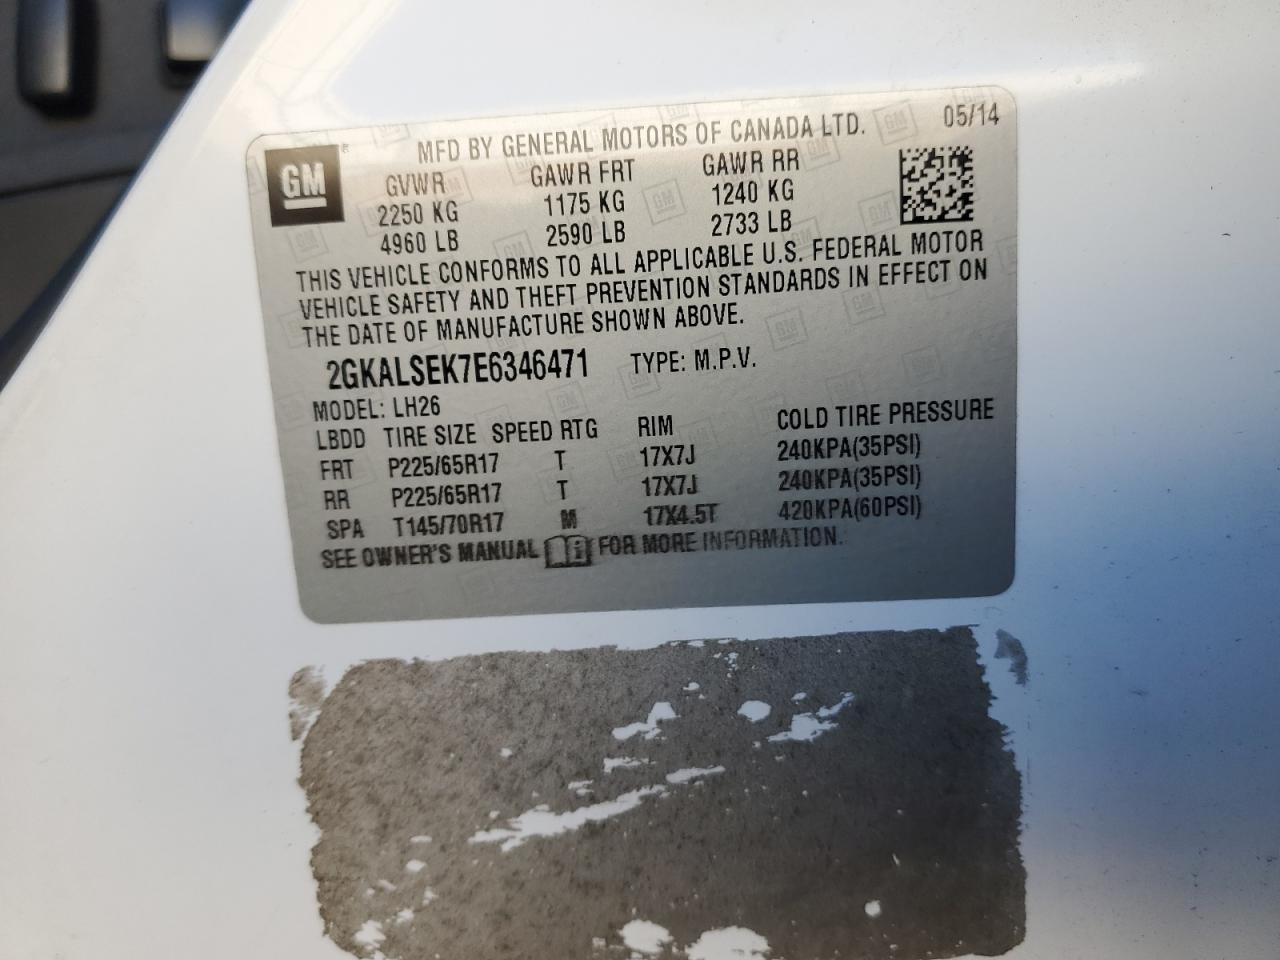 MFD BY GENERAL MOTORS OF CANADA LTD. 05/14
GM
GVWR GAWR FRT GAWR RR
2250 KG 1175 KG 1240 KG
4960 LB 2590 LB 2733 LB
THIS VEHICLE CONFORMS TO ALL APPLICABLE U.S. FEDERAL MOTOR
VEHICLE SAFETY AND THEFT PREVENTION STANDARDS IN EFFECT ON
THE DATE OF MANUFACTURE SHOWN ABOVE.
2GKALSEK7E6346471 TYPE: M.P.V.
MODEL: LH26
LBDD TIRE SIZE SPEED RTG RIM COLD TIRE PRESSURE
FRT P225/65R17 T 17X7J 240KPA(35PSI)
RR P225/65R17 T 17X7J 240KPA(35PSI)
SPA T145/70R17 M 17X4.5T 420KPA(60PSI)
SEE OWNER'S MANUAL FOR MORE INFORMATION.